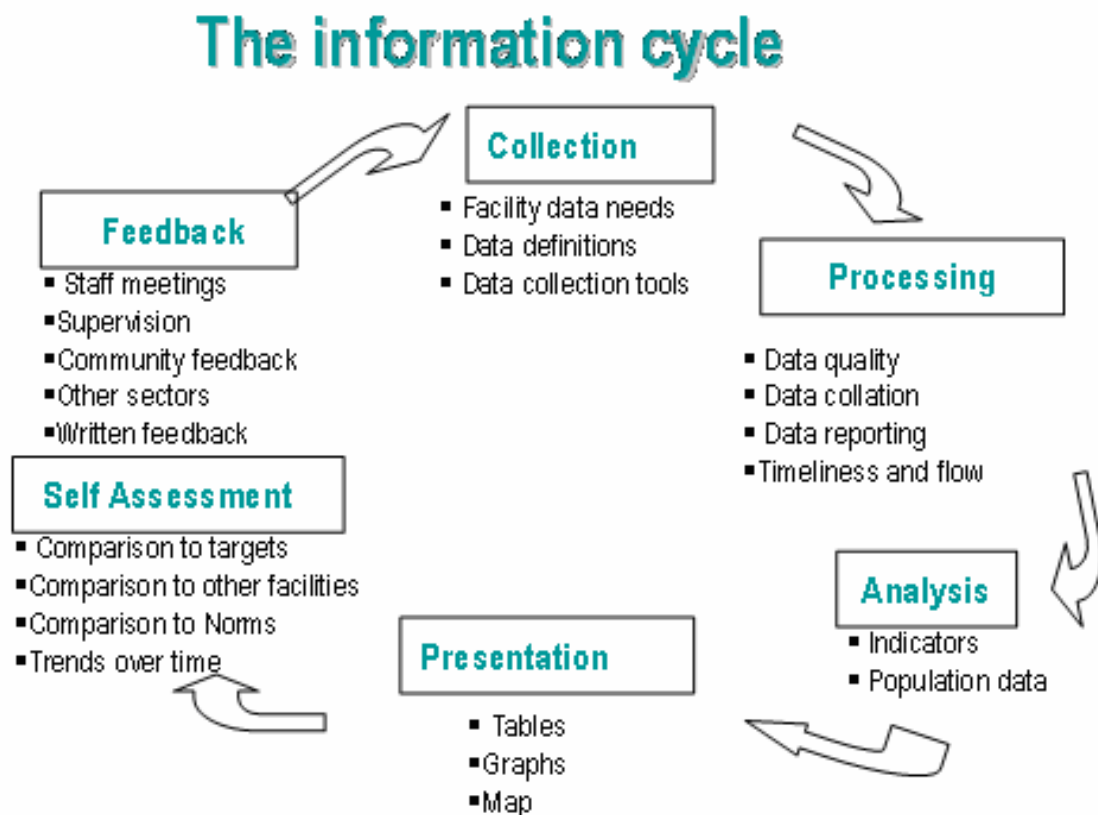 The information cycle
Collection
▪ Facility data needs
▪ Data definitions
▪ Data collection tools
Processing
▪ Data quality
▪ Data collation
▪ Data reporting
▪Timeliness and flow
Analysis
▪ Indicators
▪ Population data
Presentation
▪ Tables
▪Graphs
▪Map
Self Assessment
▪ Comparison to targets
▪Comparison to other facilities
▪Comparison to Norms
▪Trends over time
Feedback
▪ Staff meetings
▪Supervision
▪Community feedback
▪Other sectors
▪Written feedback